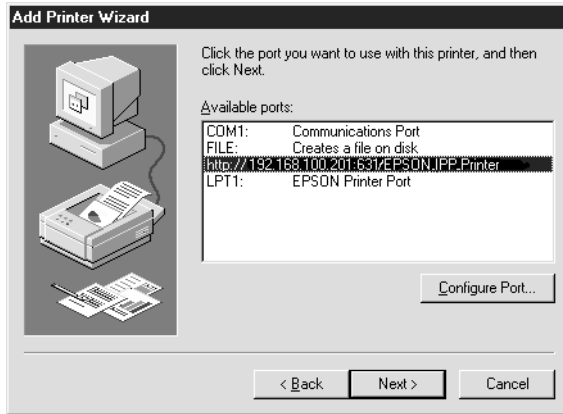 Add Printer Wizard
Click the port you want to use with this printer, and then
click Next.
Available ports:
COM1: Communications Port
FILE: Creates a file on disk
http://192.168.100.201:631/EPSON_IPP_Printer
LPT1: EPSON Printer Port
Configure Port...
< Back Next > Cancel